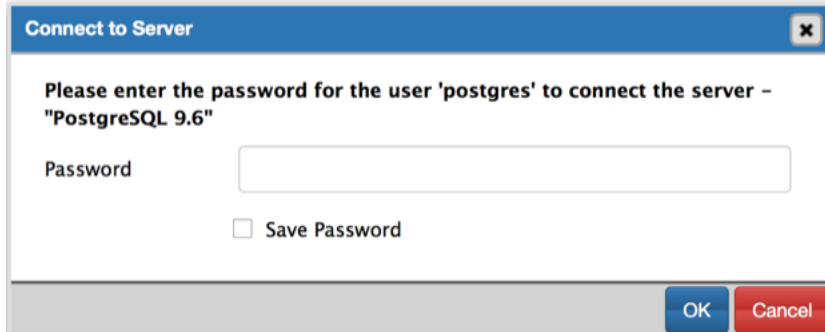 Connect to Server
Please enter the password for the user 'postgres' to connect the server –
"PostgreSQL 9.6"
Password
Save Password
OK
Cancel